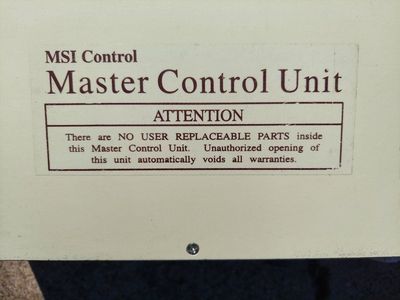 MSI Control
Master Control Unit
ATTENTION
There are NO USER REPLACEABLE PARTS inside
this Master Control Unit. Unauthorized opening of
this unit automatically voids all warranties.